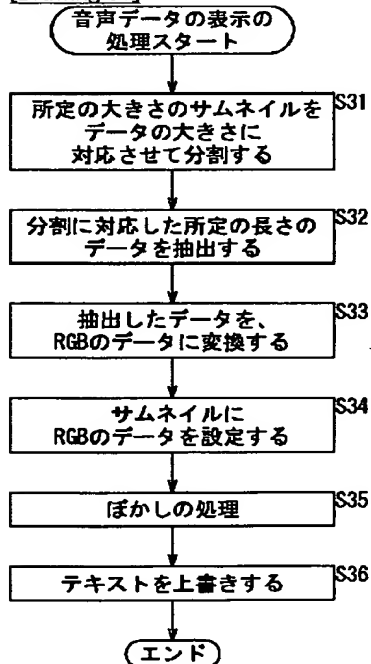 音声データの表示の
処理スタート
S31
所定の大きさのサムネイルを
データの大きさに
対応させて分割する
S32
分割に対応した所定の長さの
データを抽出する
S33
抽出したデータを、
RGBのデータに変換する
S34
サムネイルに
RGBのデータを設定する
S35
ぼかしの処理
S36
テキストを上書きする
エンド